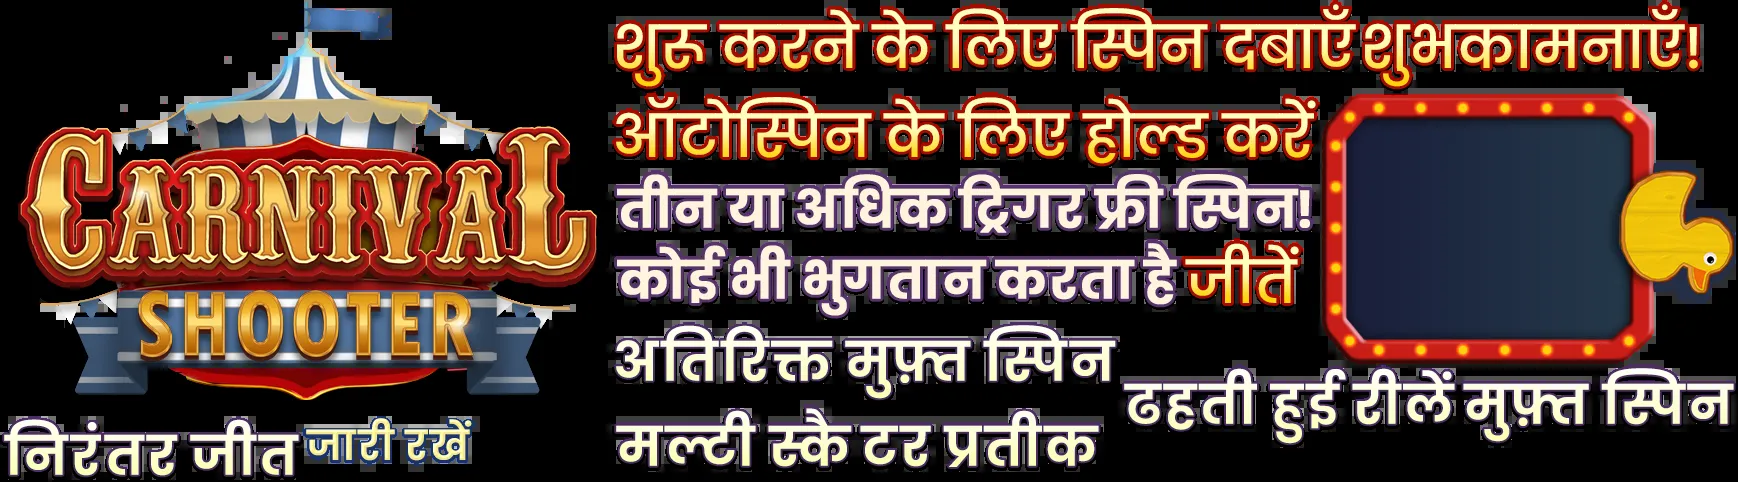 CARNIVAL
SHOOTER
शुरू करने के लिए स्पिन दबाएँ
शुभकामनाएँ!
ऑटोस्पिन के लिए होल्ड करें
तीन या अधिक ट्रिगर फ्री स्पिन!
कोई भी भुगतान करता है
जीतें
अतिरिक्त मुफ़्त स्पिन
ढहती हुई रीलें मुफ़्त स्पिन
मल्टी स्कै टर प्रतीक
निरंतर जीत
जारी रखें